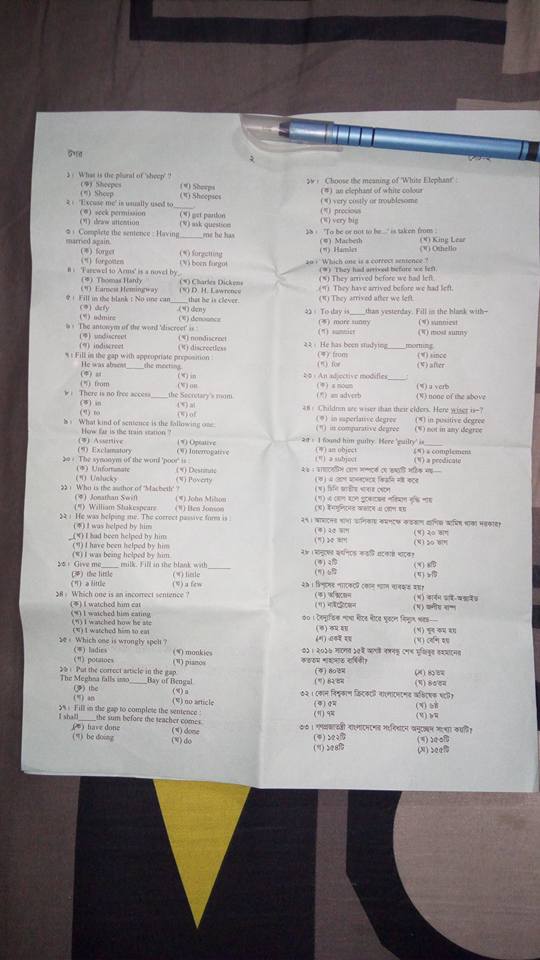 টগর
২
১। What is the plural of 'sheep' ?
(ক) Sheepes (খ) Sheeps
(গ) Sheep (ঘ) Sheepses
২। 'Excuse me' is usually used to_____.
(ক) seek permission (খ) get pardon
(গ) draw attention (ঘ) ask question
৩। Complete the sentence : Having_____me he has
married again.
(ক) forget (খ) forgetting
(গ) forgotten (ঘ) been forgot
৪। 'Farewel to Arms' is a novel by_
(ক) Thomas Hardy (খ) Charles Dickens
(গ) Earnest Hemingway (ঘ) D. H. Lawrence
৫। Fill in the blank : No one can____that he is clever.
(ক) defy (খ) deny
(গ) admire (ঘ) denounce
৬। The antonym of the word 'discreet' is :
(ক) undiscreet (খ) nondiscreet
(গ) indiscreet (ঘ) discreetless
৭। Fill in the gap with appropriate preposition :
He was absent____the meeting.
(ক) at (খ) in
(গ) from (ঘ) on
৮। There is no free access____the Secretary's room.
(ক) in (খ) at
(গ) to (ঘ) of
৯। What kind of sentence is the following one:
How far is the train station ?
(ক) Assertive (খ) Optative
(গ) Exclamatory (ঘ) Interrogative
১০। The synonym of the word 'poor' is :
(ক) Unfortunate (খ) Destitute
(গ) Unlucky (ঘ) Poverty
১১। Who is the author of 'Macbeth' ?
(ক) Jonathan Swift (খ) John Milton
(গ) William Shakespeare (ঘ) Ben Jonson
১২। He was helping me. The correct passive form is :
(ক) I was helped by him
(খ) I had been helped by him
(গ) I have been helped by him
(ঘ) I was being helped by him.
১৩। Give me____ milk. Fill in the blank with_____
(ক) the little (খ) little
(গ) a little (ঘ) a few
১৪। Which one is an incorrect sentence ?
(ক) I watched him eat
(খ) I watched him eating
(গ) I watched how he ate
(ঘ) I watched him to eat
১৫। Which one is wrongly spelt ?
(ক) ladies (খ) monkies
(গ) potatoes (ঘ) pianos
১৬। Put the correct article in the gap.
The Meghna falls into____Bay of Bengal.
(ক) the (খ) a
(গ) an (ঘ) no article
১৭। Fill in the gap to complete the sentence :
I shall____the sum before the teacher comes.
(ক) have done (খ) done
(গ) be doing (ঘ) do
১৮। Choose the meaning of 'White Elephant' :
(ক) an elephant of white colour
(খ) very costly or troublesome
(গ) precious
(ঘ) very big
১৯। 'To be or not to be...' is taken from :
(ক) Macbeth (খ) King Lear
(গ) Hamlet (ঘ) Othello
২০। Which one is a correct sentence ?
(ক) They had arrived before we left.
(খ) They arrived before we had left.
(গ) They have arrived before we had left.
(ঘ) They arrived after we left.
২১। To day is____than yesterday. Fill in the blank with–
(ক) more sunny (খ) sunniest
(গ) sunnier (ঘ) most sunny
২২। He has been studying_____morning.
(ক) from (খ) since
(গ) for (ঘ) after
২৩। An adjective modifies_____:
(ক) a noun (খ) a verb
(গ) an adverb (ঘ) none of the above
২৪। Children are wiser than their elders. Here wiser is–?
(ক) in superlative degree (খ) in positive degree
(গ) in comparative degree (ঘ) not in any degree
২৫। I found him guilty. Here 'guilty' is_____
(ক) an object (খ) a complement
(গ) a subject (ঘ) a predicate
২৬। ডায়াবেটিস রোগ সম্পর্কে যে তথ্যটি সঠিক নয়—
(ক) এ রোগ মানবদেহে কিডনি নষ্ট করে
(খ) চিনি জাতীয় খাবার খেলে
(গ) এ রোগ হলে গ্লুকোজের পরিমাণ বৃদ্ধি পায়
(ঘ) ইনসুলিনের অভাবে এ রোগ হয়
২৭। আমাদের খাদ্য তালিকায় কমপক্ষে কতভাগ প্রাণিজ আমিষ থাকা দরকার?
(ক) ২৫ ভাগ (খ) ২০ ভাগ
(গ) ১৫ ভাগ (ঘ) ১০ ভাগ
২৮। মানুষের হৃৎপিণ্ডে কতটি প্রকোষ্ঠ থাকে?
(ক) ২টি (খ) ৪টি
(গ) ৬টি (ঘ) ৮টি
২৯। চিপসের প্যাকেটে কোন্ গ্যাস ব্যবহৃত হয়?
(ক) অক্সিজেন (খ) কার্বন ডাই-অক্সাইড
(গ) নাইট্রোজেন (ঘ) জলীয় বাষ্প
৩০। বৈদ্যুতিক পাখা ধীরে ধীরে ঘুরলে বিদ্যুৎ খরচ—
(ক) কম হয় (খ) খুব কম হয়
(গ) একই হয় (ঘ) বেশি হয়
৩১। ২০১৬ সালের ১৫ই আগষ্ট বঙ্গবন্ধু শেখ মুজিবুর রহমানের
কততম শাহাদাত বার্ষিকী?
(ক) ৪০তম (খ) ৪১তম
(গ) ৪২তম (ঘ) ৪৩তম
৩২। কোন বিশ্বকাপ ক্রিকেটে বাংলাদেশের অভিষেক ঘটে?
(ক) ৫ম (খ) ৬ষ্ঠ
(গ) ৭ম (ঘ) ৮ম
৩৩। গণপ্রজাতন্ত্রী বাংলাদেশের সংবিধানে অনুচ্ছেদ সংখ্যা কয়টি?
(ক) ১৫২টি (খ) ১৫৩টি
(গ) ১৫৪টি (ঘ) ১৫৫টি